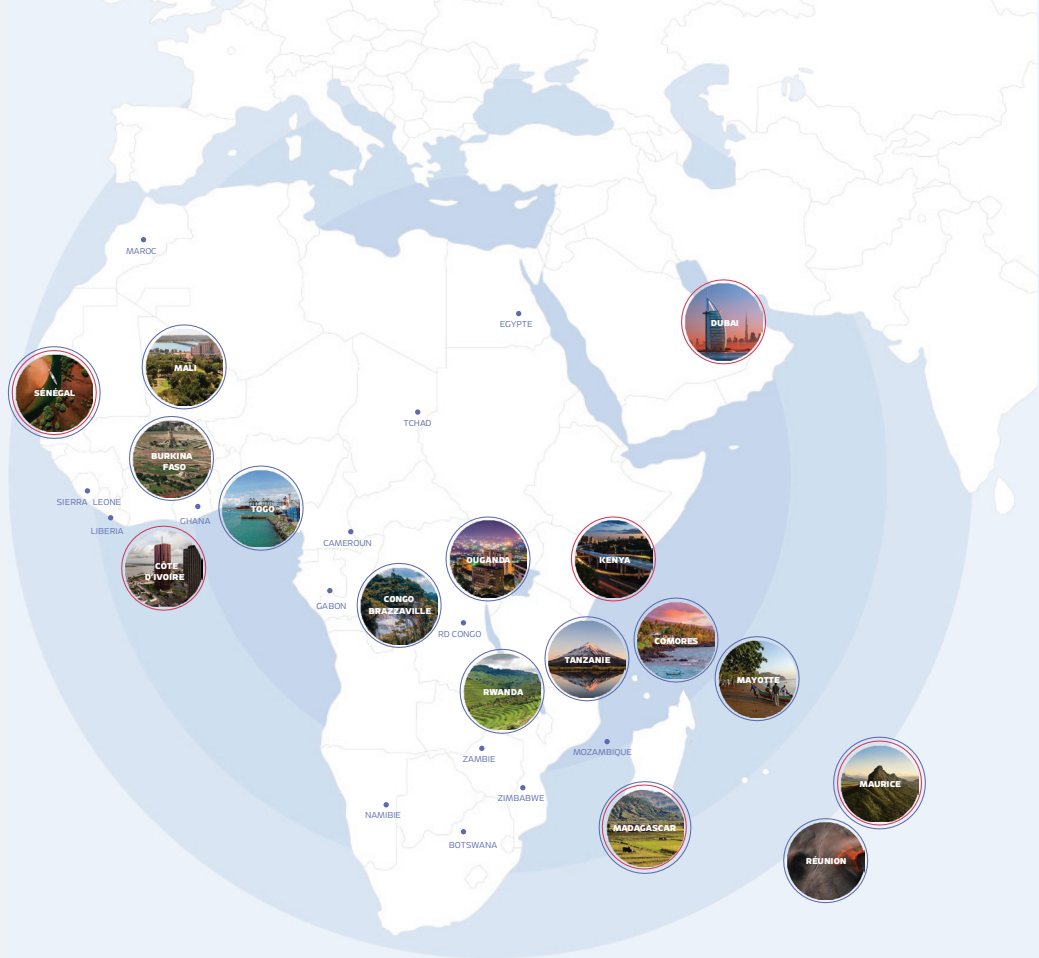 MAROC
EGYPTE
DUBAI
MALI
SÉNÉGAL
TCHAD
BURKINA
FASO
SIERRA LEONE
TOGO
GHANA
LIBERIA
CAMEROUN
OUGANDA
KENYA
CÔTE
D'IVOIRE
CONGO
BRAZZAVILLE
GABON
RD CONGO
COMORES
TANZANIE
MAYOTTE
RWANDA
MOZAMBIQUE
ZAMBIE
MAURICE
ZIMBABWE
NAMIBIE
MADAGASCAR
BOTSWANA
RÉUNION